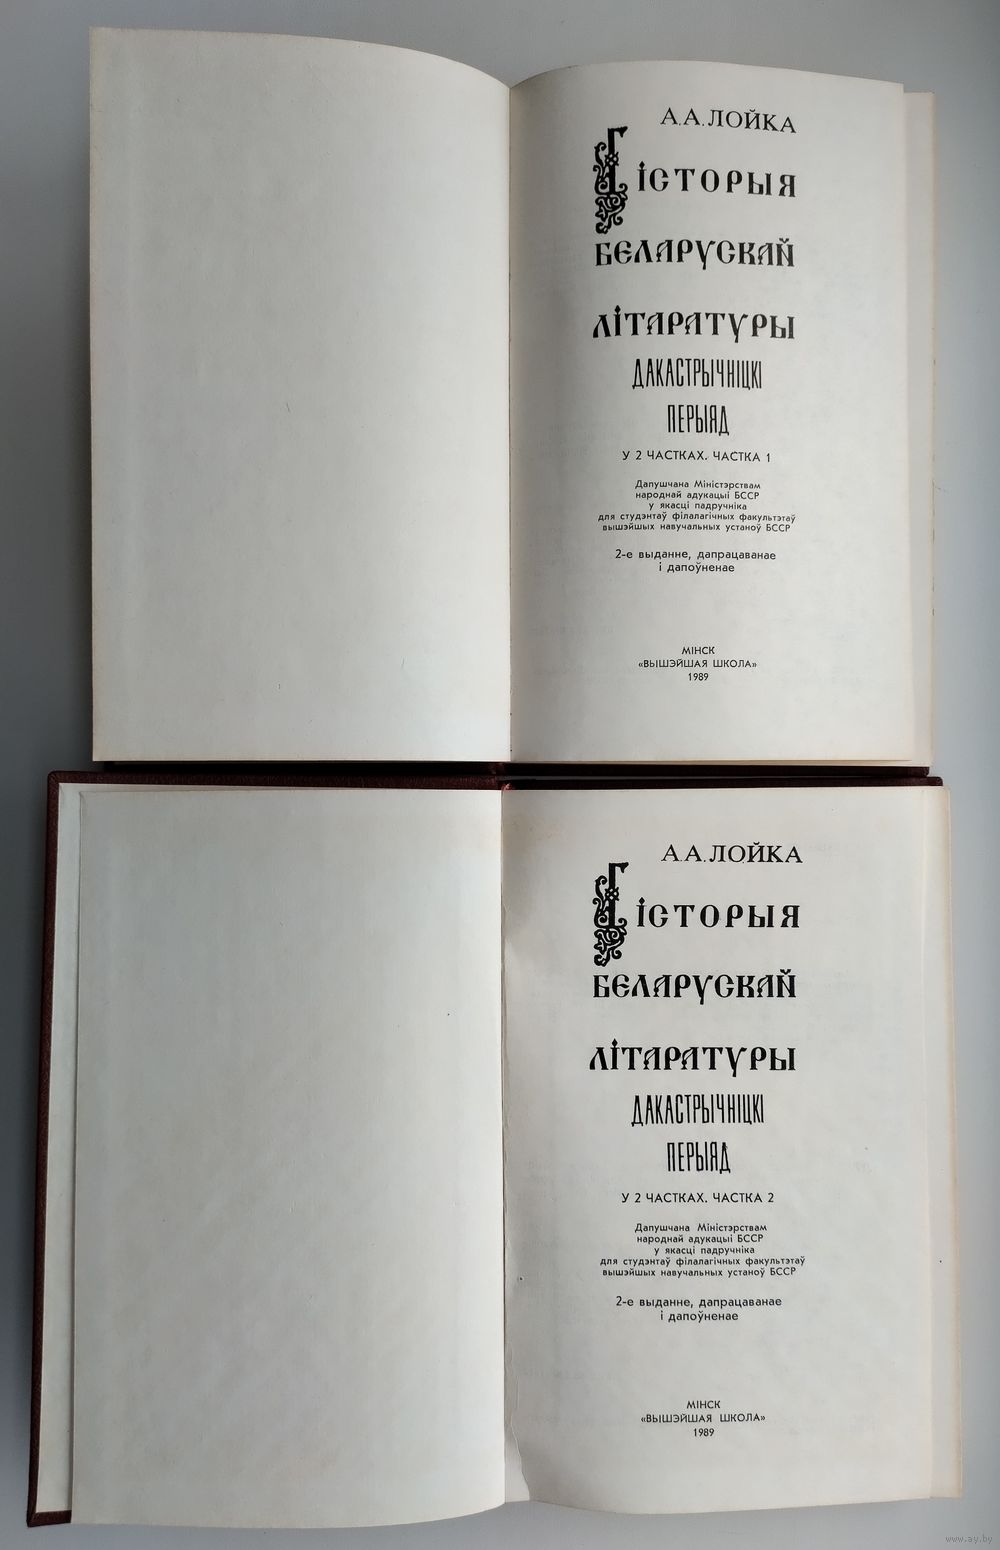 А.А.ЛОЙКА
Гісторыя
БЕЛАРУСКАЙ
ЛІТАРАТУРЫ
ДАКАСТРЫЧНІЦКІ
ПЕРЫЯД
У 2 ЧАСТКАХ. ЧАСТКА 1
Дапушчана Міністэрствам
народнай адукацыі БССР
у якасці падручніка
для студэнтаў філалагічных факультэтаў
вышэйшых навучальных устаноў БССР
2-е выданне, дапрацаванае
і дапоўненае
МІНСК
«ВЫШЭЙШАЯ ШКОЛА»
1989
А.А.ЛОЙКА
Гісторыя
БЕЛАРУСКАЙ
ЛІТАРАТУРЫ
ДАКАСТРЫЧНІЦКІ
ПЕРЫЯД
У 2 ЧАСТКАХ. ЧАСТКА 2
Дапушчана Міністэрствам
народнай адукацыі БССР
у якасці падручніка
для студэнтаў філалагічных факультэтаў
вышэйшых навучальных устаноў БССР
2-е выданне, дапрацаванае
і дапоўненае
МІНСК
«ВЫШЭЙШАЯ ШКОЛА»
1989
www.ay.by